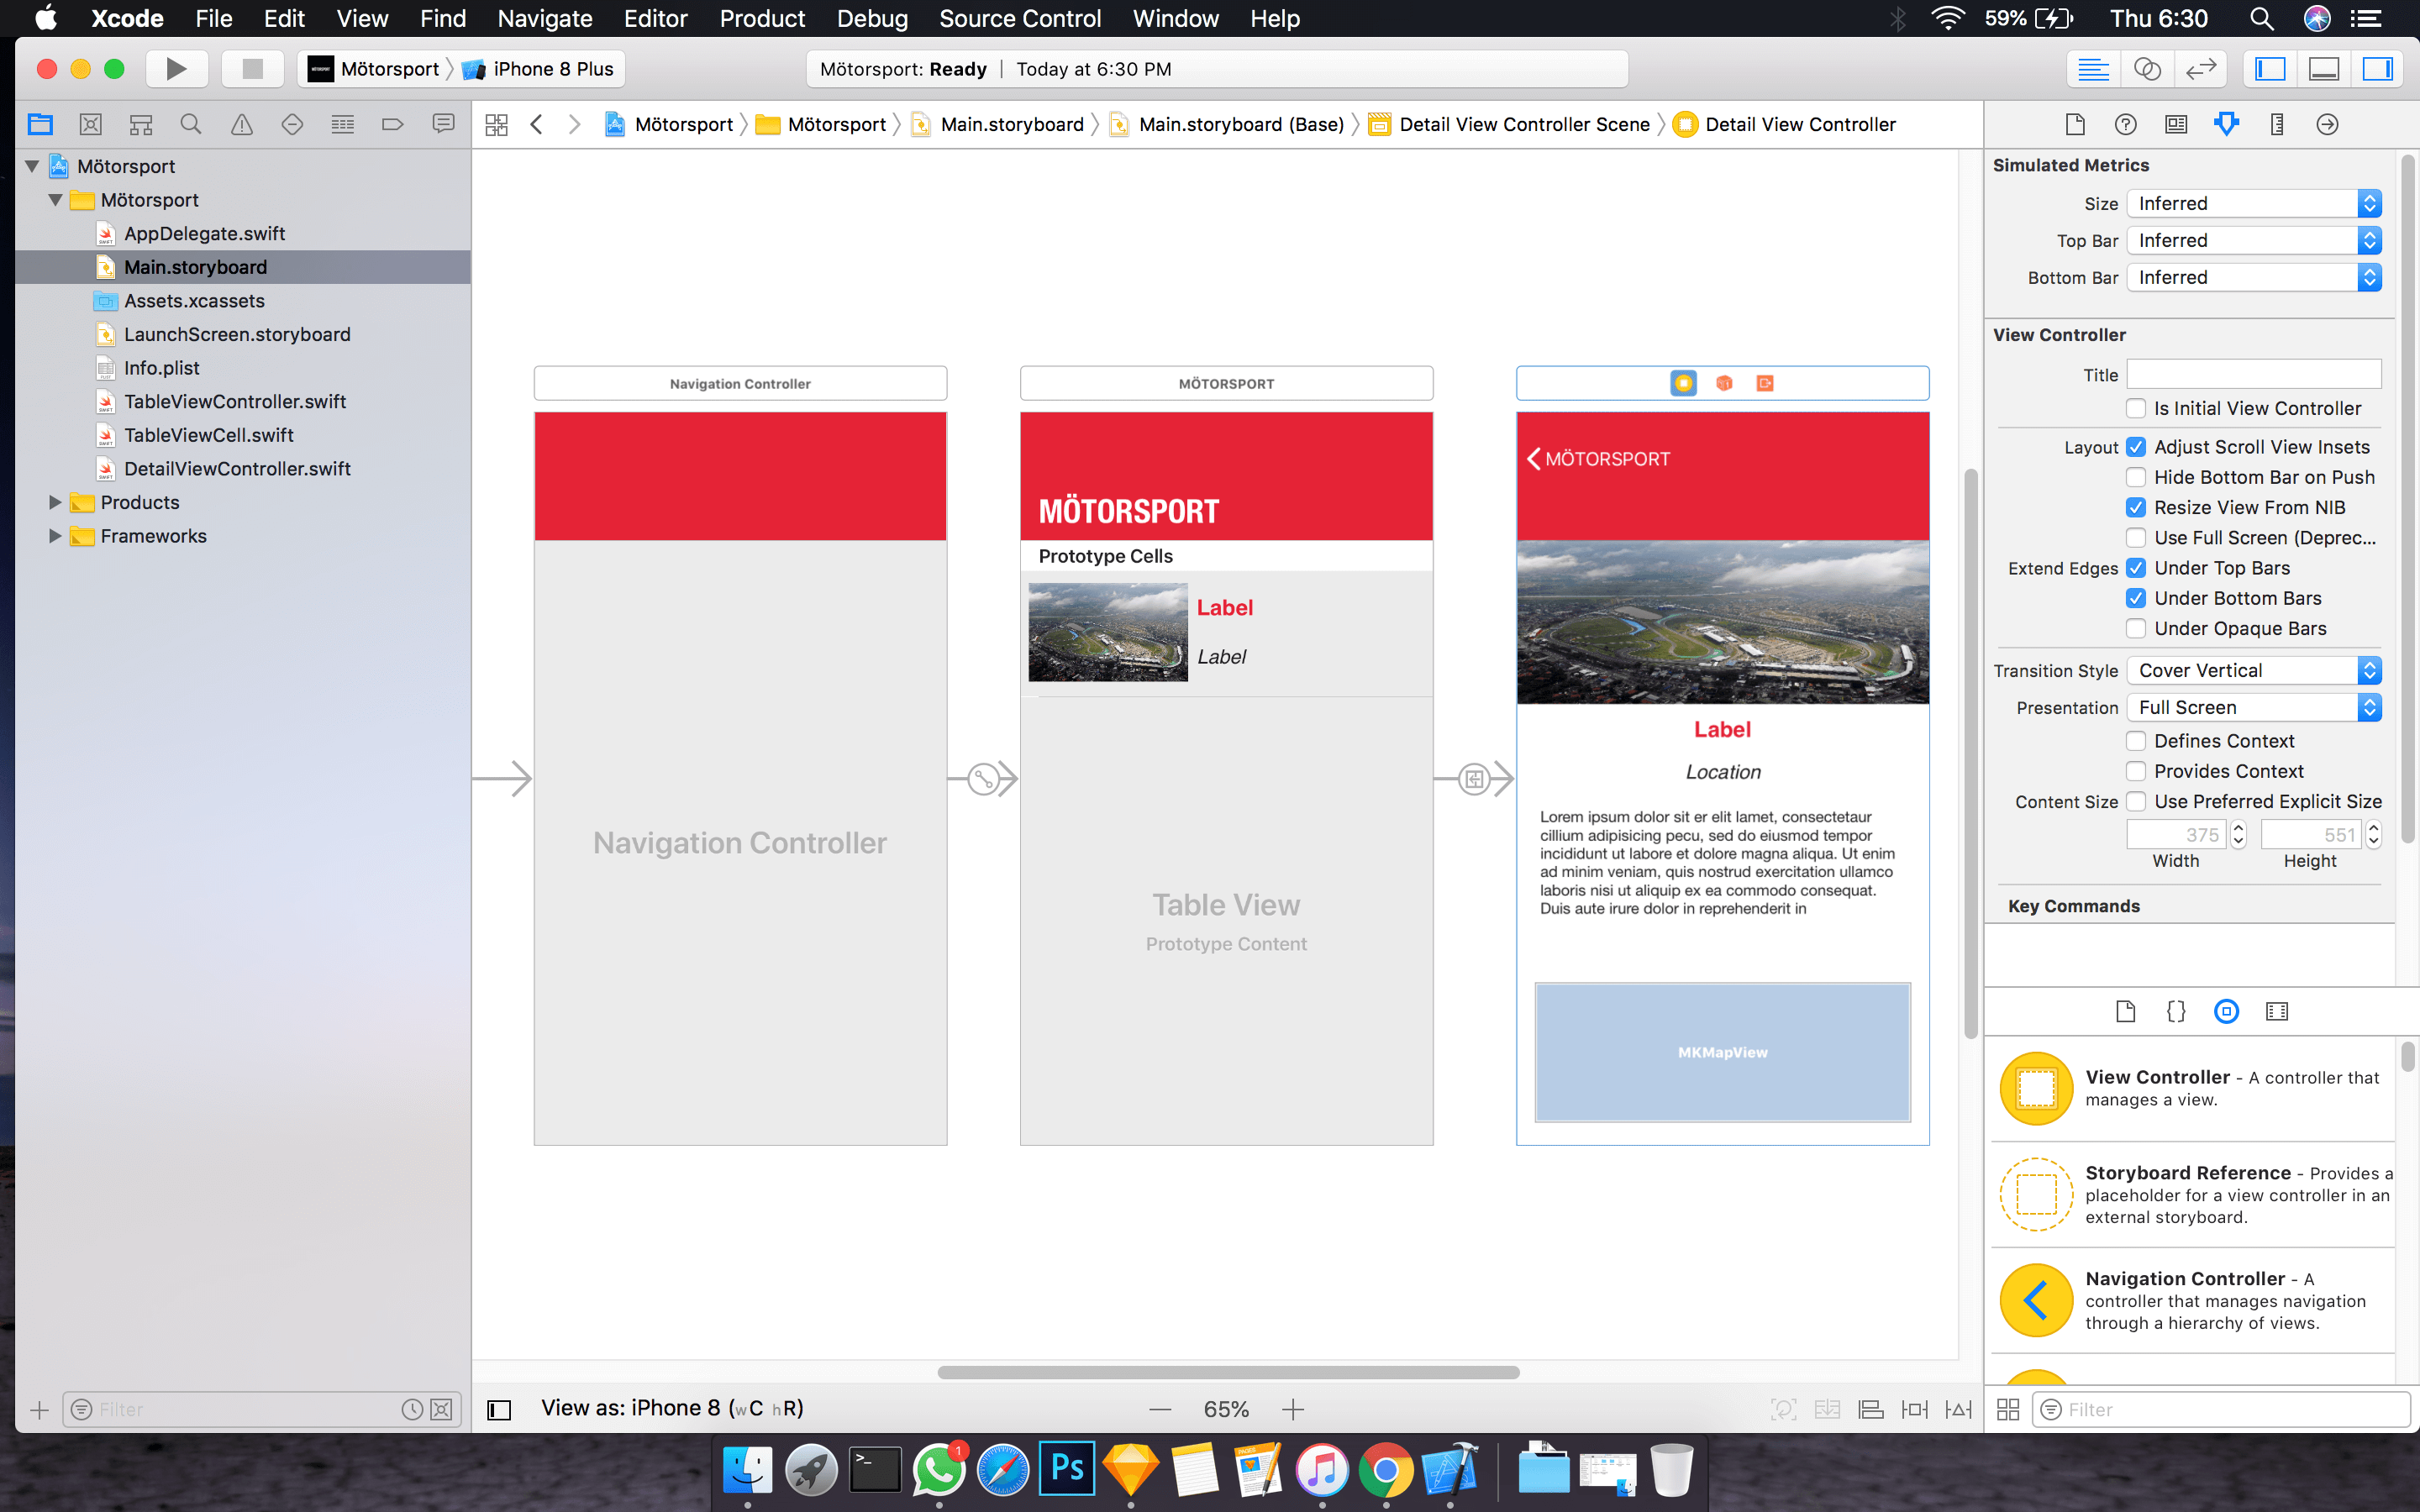 Xcode File Edit View Find Navigate Editor Product Debug Source Control Window Help
59% Thu 6:30
Mötorsport iPhone 8 Plus
Mötorsport: Ready | Today at 6:30 PM
Mötorsport Mötorsport Main.storyboard Main.storyboard (Base) Detail View Controller Scene Detail View Controller
Mötorsport
Mötorsport
AppDelegate.swift
Main.storyboard
Assets.xcassets
LaunchScreen.storyboard
Info.plist
TableViewController.swift
TableViewCell.swift
DetailViewController.swift
Products
Frameworks
Filter
Navigation Controller
Navigation Controller
MÖTORSPORT
MÖTORSPORT
Prototype Cells
Label
Label
Table View
Prototype Content
MÖTORSPORT
Label
Location
Lorem ipsum dolor sit er elit lamet, consectetaur
cillium adipisicing pecu, sed do eiusmod tempor
incididunt ut labore et dolore magna aliqua. Ut enim
ad minim veniam, quis nostrud exercitation ullamco
laboris nisi ut aliquip ex ea commodo consequat.
Duis aute irure dolor in reprehenderit in
MKMapView
View as: iPhone 8 (wC hR)
65%
Simulated Metrics
Size Inferred
Top Bar Inferred
Bottom Bar Inferred
View Controller
Title
Is Initial View Controller
Layout Adjust Scroll View Insets
Hide Bottom Bar on Push
Resize View From NIB
Use Full Screen (Deprec...
Extend Edges Under Top Bars
Under Bottom Bars
Under Opaque Bars
Transition Style Cover Vertical
Presentation Full Screen
Defines Context
Provides Context
Content Size Use Preferred Explicit Size
375 551
Width Height
Key Commands
View Controller - A controller that
manages a view.
Storyboard Reference - Provides a
placeholder for a view controller in an
external storyboard.
Navigation Controller - A
controller that manages navigation
through a hierarchy of views.
Filter
1
Ps